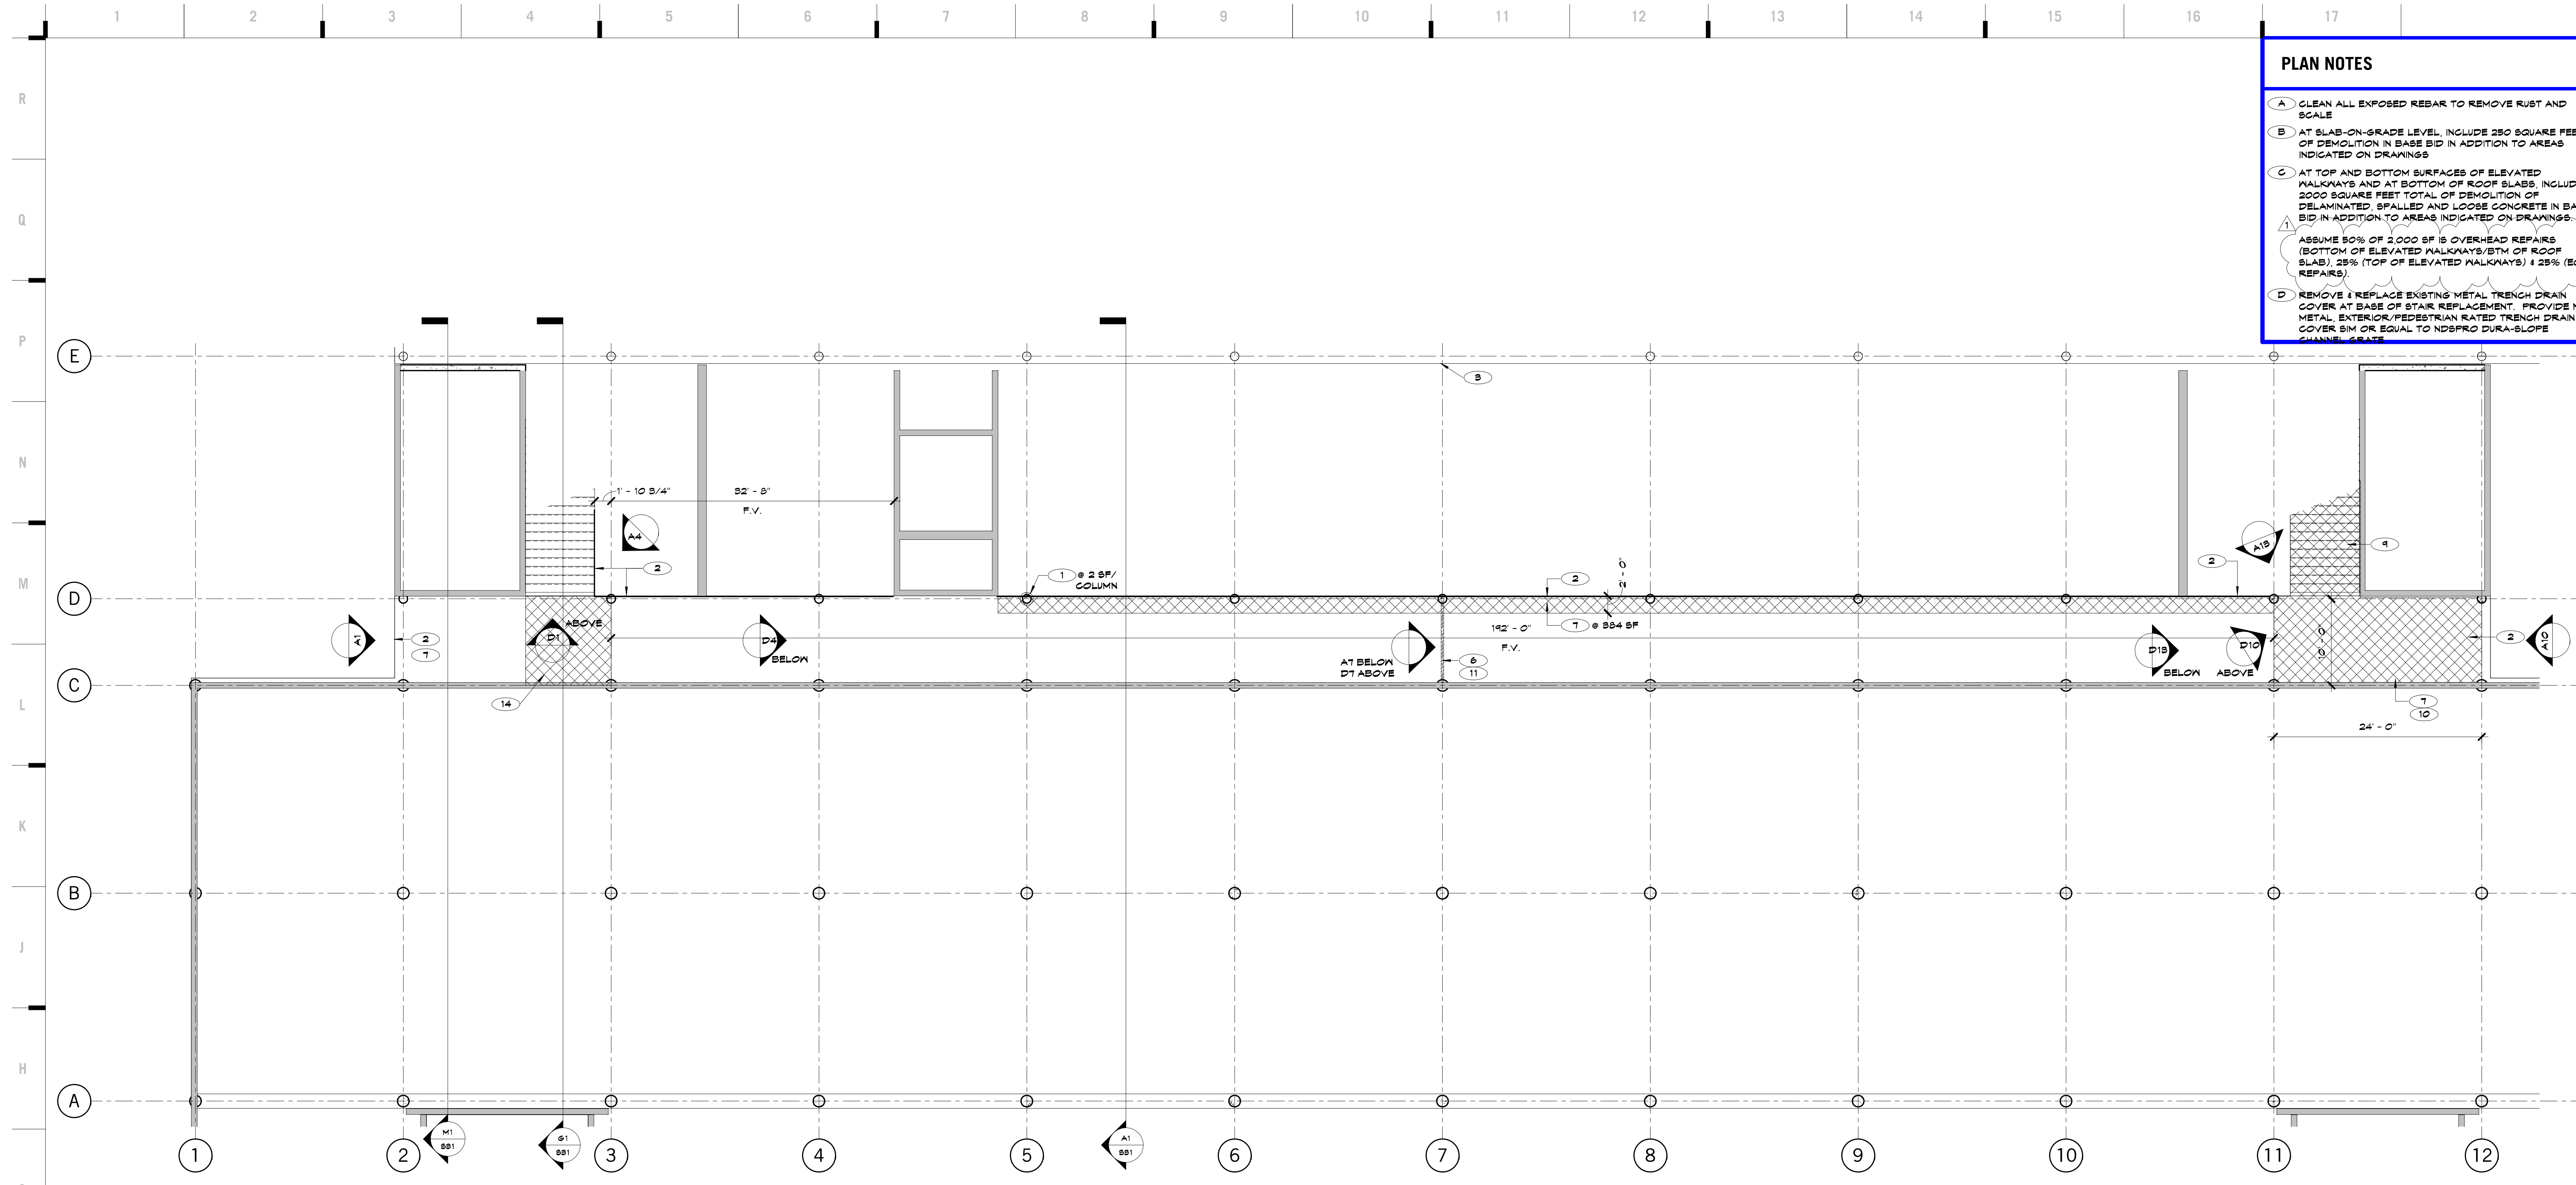 1 2 3 4 5 6 7 8 9 10 11 12 13 14 15 16 17
R
Q
P
N
M
L
K
J
H
PLAN NOTES
A CLEAN ALL EXPOSED REBAR TO REMOVE RUST AND
SCALE
B AT SLAB-ON-GRADE LEVEL, INCLUDE 250 SQUARE
OF DEMOLITION IN BASE BID IN ADDITION TO AREAS
INDICATED ON DRAWINGS
C AT TOP AND BOTTOM SURFACES OF ELEVATED
WALKWAYS AND AT BOTTOM OF ROOF SLABS,
2000 SQUARE FEET TOTAL OF DEMOLITION OF
DELAMINATED, SPALLED AND LOOSE CONCRETE IN
BID IN ADDITION TO AREAS INDICATED ON DRAWINGS.
1
ASSUME 50% OF 2,000 SF IS OVERHEAD REPAIRS
(BOTTOM OF ELEVATED WALKWAYS/BTM OF ROOF
SLAB), 25% (TOP OF ELEVATED WALKWAYS) & 25%
REPAIRS).
D REMOVE & REPLACE EXISTING METAL TRENCH DRAIN
COVER AT BASE OF STAIR REPLACEMENT. PROVIDE
METAL, EXTERIOR/PEDESTRIAN RATED TRENCH DRAIN
COVER SIM OR EQUAL TO NDSPRO DURA-SLOPE
CHANNEL GRATE
E
3
1' - 10 3/4"
32' - 8"
F.V.
A4
2
1 @ 2 SF/
COLUMN
2
2' - 0"
2
A13
9
D
A1
2
7
ABOVE
D1
D4
BELOW
7 @ 384 SF
192' - 0"
F.V.
A7 BELOW
D7 ABOVE
6
11
D13
BELOW
D10
ABOVE
10' - 0"
2
A10
C
14
7
10
24' - 0"
B
A
M1
SB1
G1
SB1
A1
SB1
1 2 3 4 5 6 7 8 9 10 11 12